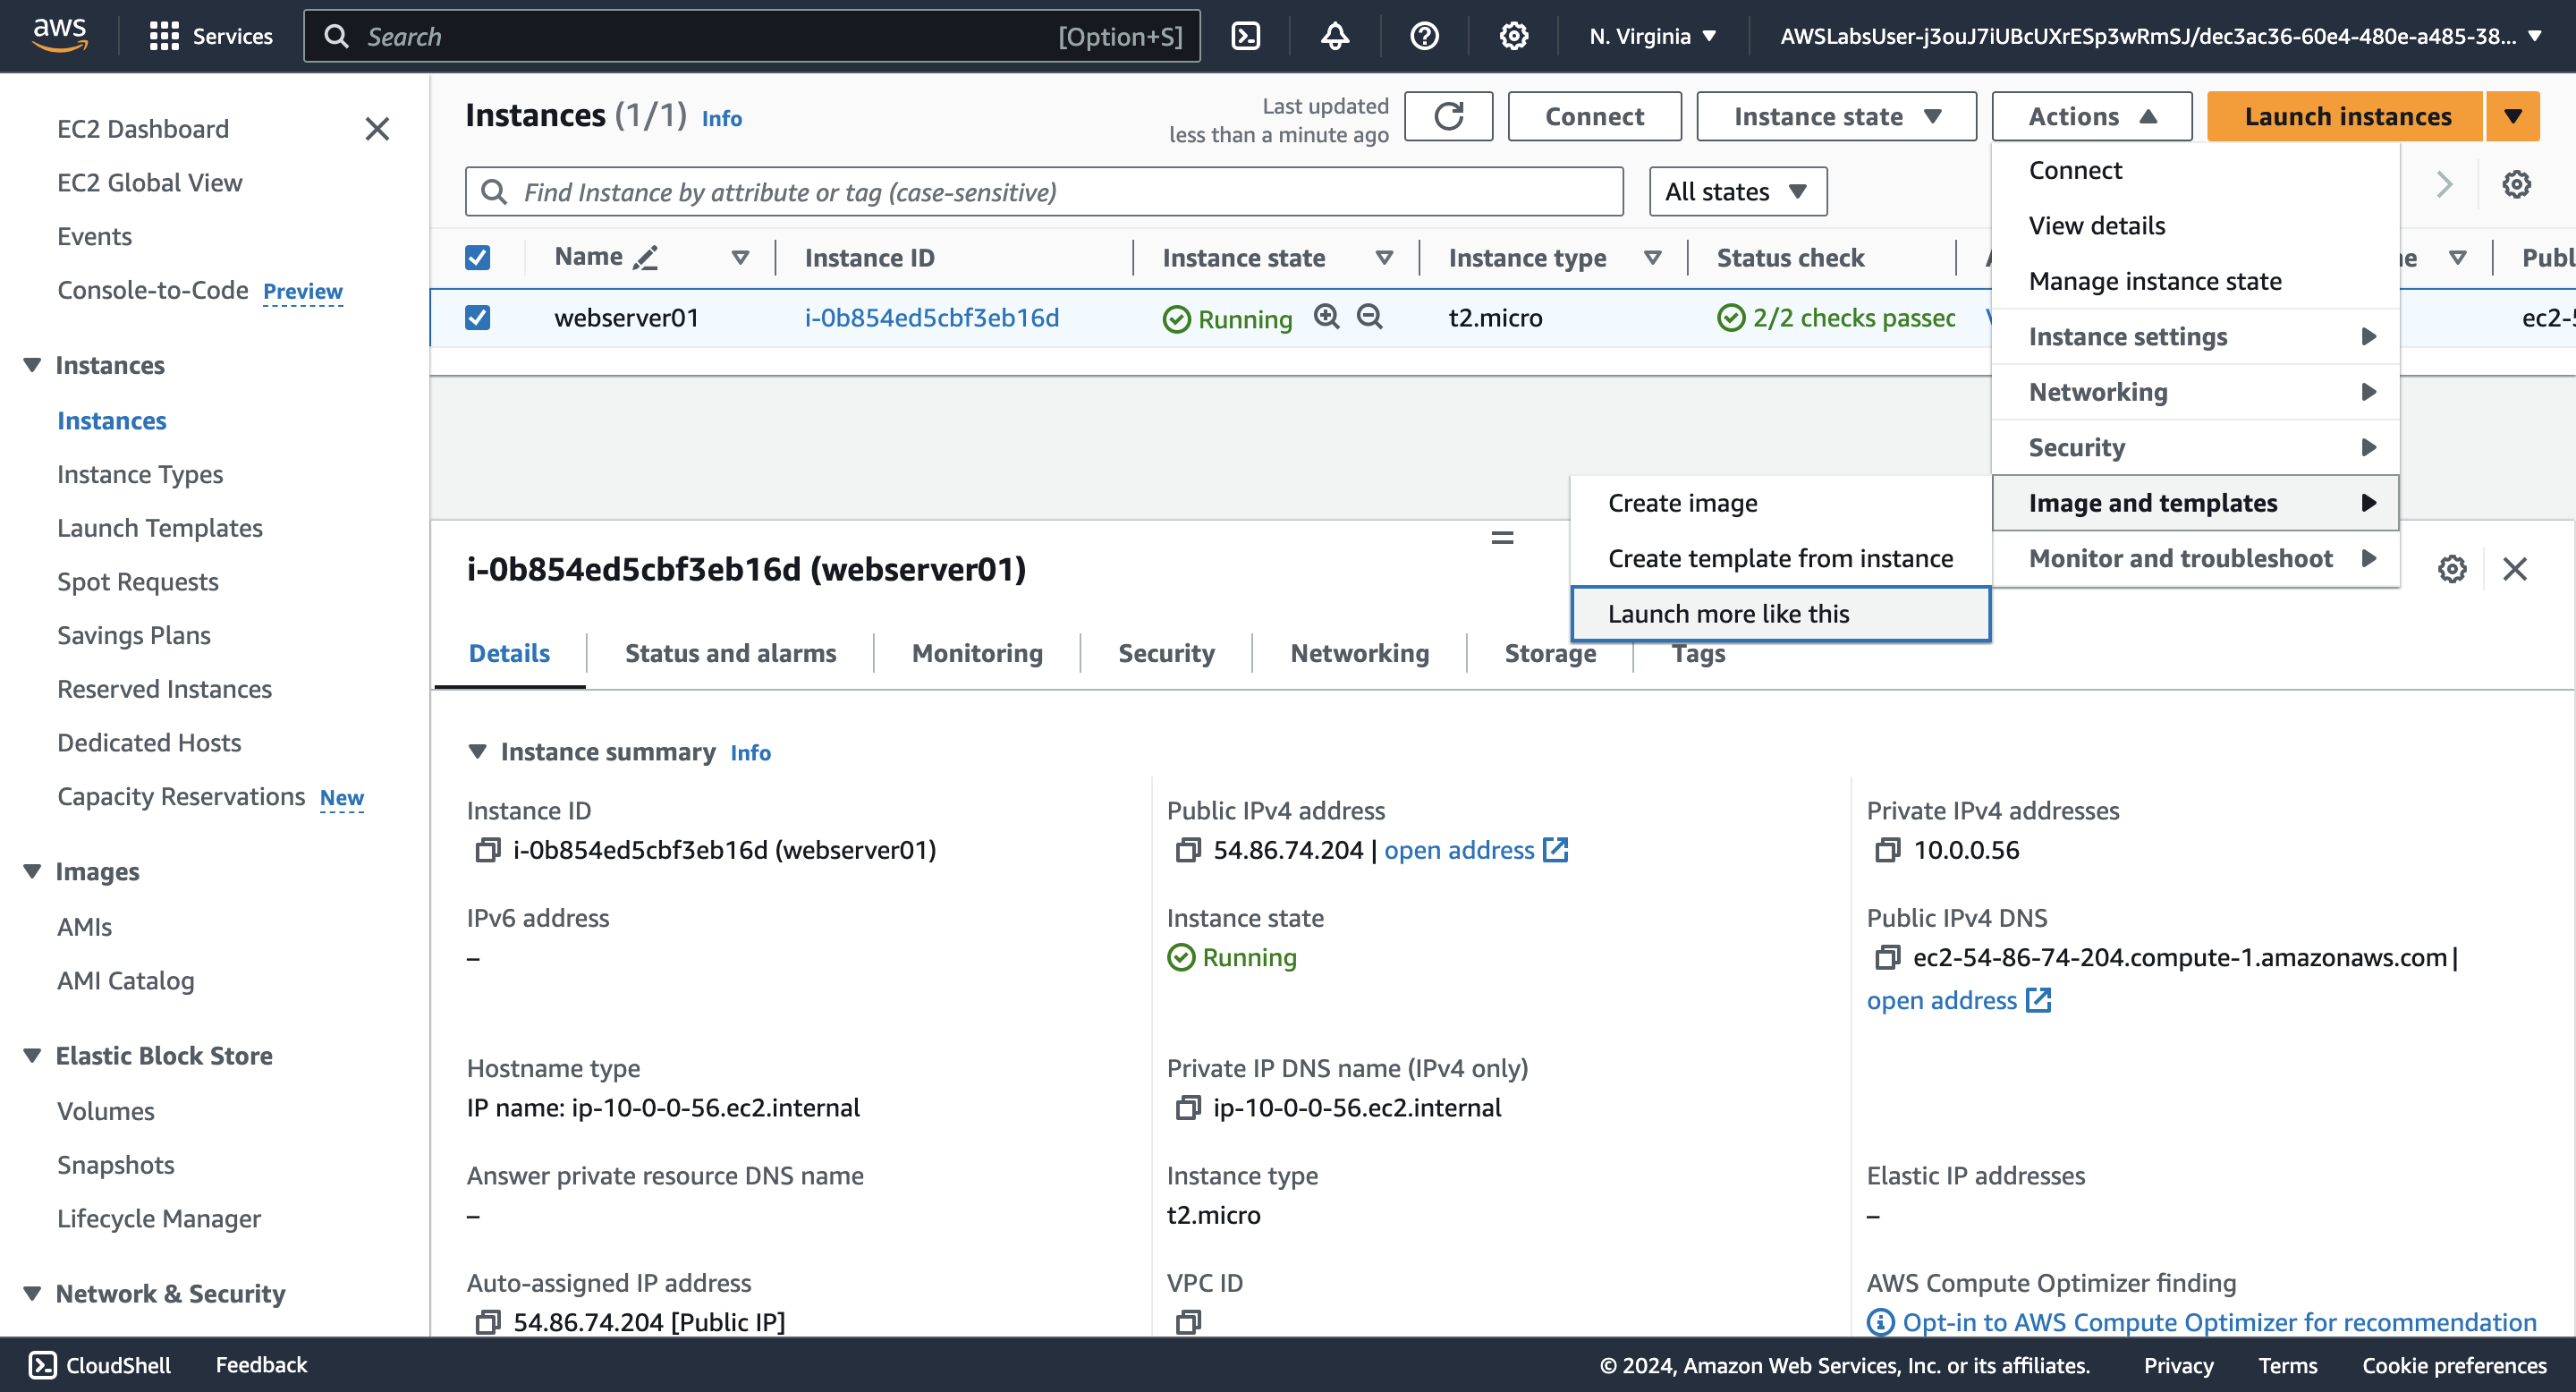 aws
Services
Search
[Option+S]
N. Virginia
AWSLabsUser-j3ouJ7iUBcUXrESp3wRmSJ/dec3ac36-60e4-480e-a485-38...
EC2 Dashboard
EC2 Global View
Events
Console-to-Code Preview
Instances
Instances
Instance Types
Launch Templates
Spot Requests
Savings Plans
Reserved Instances
Dedicated Hosts
Capacity Reservations New
Images
AMIs
AMI Catalog
Elastic Block Store
Volumes
Snapshots
Lifecycle Manager
Network & Security
Instances (1/1) Info
Last updated
less than a minute ago
Connect
Instance state
Actions
Launch instances
Find Instance by attribute or tag (case-sensitive)
All states
Name
Instance ID
Instance state
Instance type
Status check
Publ
webserver01
i-0b854ed5cbf3eb16d
Running
t2.micro
2/2 checks passec
ec2-5
Connect
View details
Manage instance state
Instance settings
Networking
Security
Image and templates
Monitor and troubleshoot
Create image
Create template from instance
Launch more like this
i-0b854ed5cbf3eb16d (webserver01)
Details
Status and alarms
Monitoring
Security
Networking
Storage
Tags
Instance summary Info
Instance ID
i-0b854ed5cbf3eb16d (webserver01)
Public IPv4 address
54.86.74.204 | open address
Private IPv4 addresses
10.0.0.56
IPv6 address
–
Instance state
Running
Public IPv4 DNS
ec2-54-86-74-204.compute-1.amazonaws.com |
open address
Hostname type
IP name: ip-10-0-0-56.ec2.internal
Private IP DNS name (IPv4 only)
ip-10-0-0-56.ec2.internal
Answer private resource DNS name
–
Instance type
t2.micro
Elastic IP addresses
–
Auto-assigned IP address
54.86.74.204 [Public IP]
VPC ID
AWS Compute Optimizer finding
Opt-in to AWS Compute Optimizer for recommendation
CloudShell
Feedback
© 2024, Amazon Web Services, Inc. or its affiliates.
Privacy
Terms
Cookie preferences